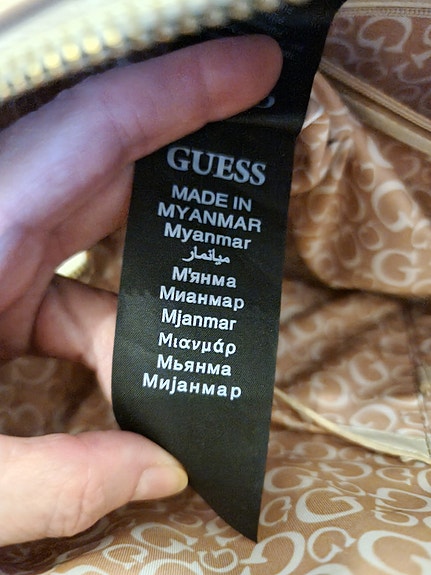 GUESS
MADE IN
MYANMAR
Myanmar
ميانمار
М'янма
Мианмар
Mjanmar
Μιανμάρ
Мьянма
Мијанмар